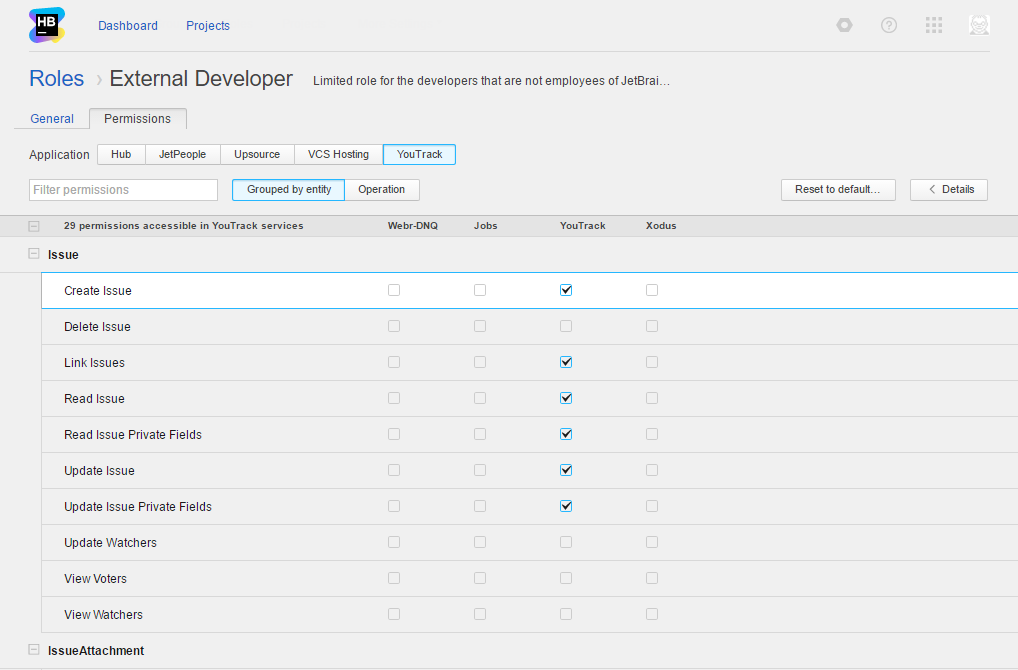 HB
Dashboard Projects
Roles › External Developer Limited role for the developers that are not employees of JetBrai…
General Permissions
Application Hub JetPeople Upsource VCS Hosting YouTrack
Filter permissions Grouped by entity Operation Reset to default… Details
29 permissions accessible in YouTrack services Webr-DNQ Jobs YouTrack Xodus
Issue
Create Issue
Delete Issue
Link Issues
Read Issue
Read Issue Private Fields
Update Issue
Update Issue Private Fields
Update Watchers
View Voters
View Watchers
IssueAttachment